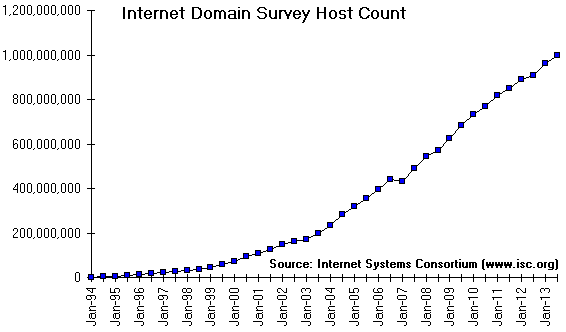 Internet Domain Survey Host Count
1,200,000,000
1,000,000,000
800,000,000
600,000,000
400,000,000
200,000,000
0
Source: Internet Systems Consortium (www.isc.org)
Jan-94
Jan-95
Jan-96
Jan-97
Jan-98
Jan-99
Jan-00
Jan-01
Jan-02
Jan-03
Jan-04
Jan-05
Jan-06
Jan-07
Jan-08
Jan-09
Jan-10
Jan-11
Jan-12
Jan-13